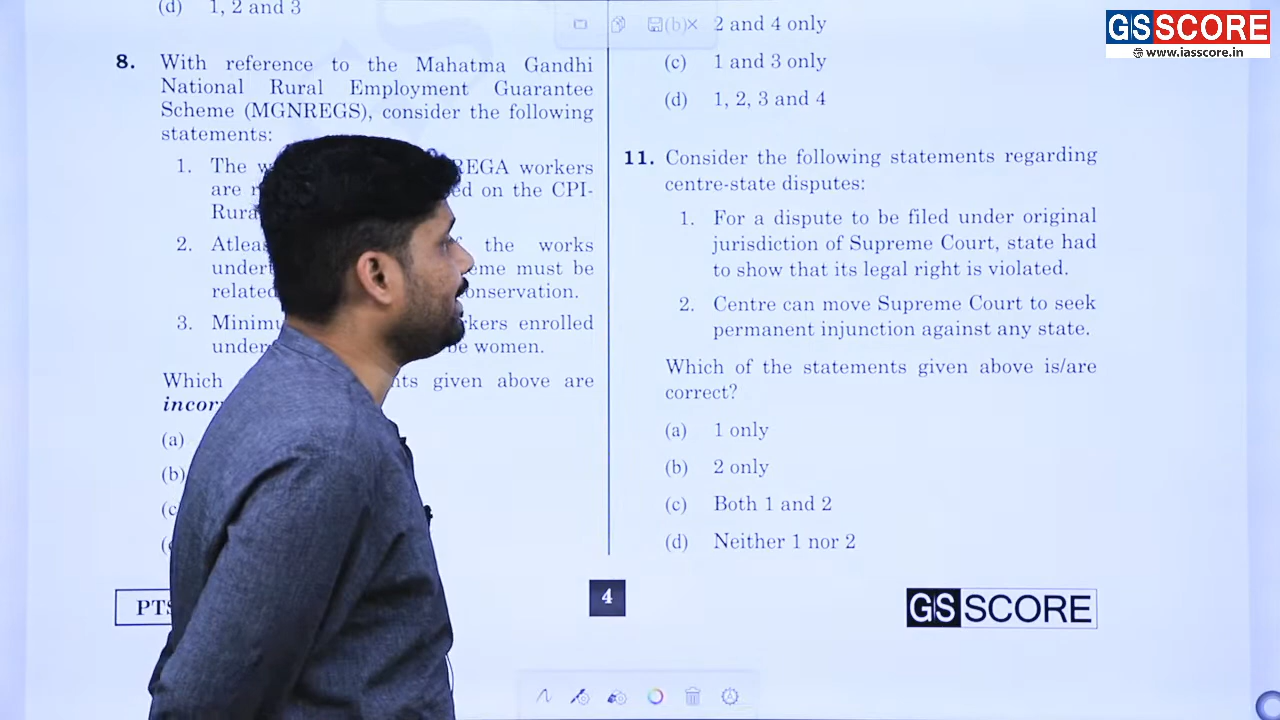 (d) 1, 2 and 3
8. With reference to the Mahatma Gandhi
National Rural Employment Guarantee
Scheme (MGNREGS), consider the following
statements:
1. The REGA workers
are on the CPI-
Rura
2. Atleas the works
undert eme must be
related onservation.
3. Minimu rkers enrolled
under be women.
Which nts given above are
incorr
(a)
(b)
(c
PTS
4
(b) 2 and 4 only
(c) 1 and 3 only
(d) 1, 2, 3 and 4
11. Consider the following statements regarding
centre-state disputes:
1. For a dispute to be filed under original
jurisdiction of Supreme Court, state had
to show that its legal right is violated.
2. Centre can move Supreme Court to seek
permanent injunction against any state.
Which of the statements given above is/are
correct?
(a) 1 only
(b) 2 only
(c) Both 1 and 2
(d) Neither 1 nor 2
GS SCORE
GSSCORE
www.iasscore.in